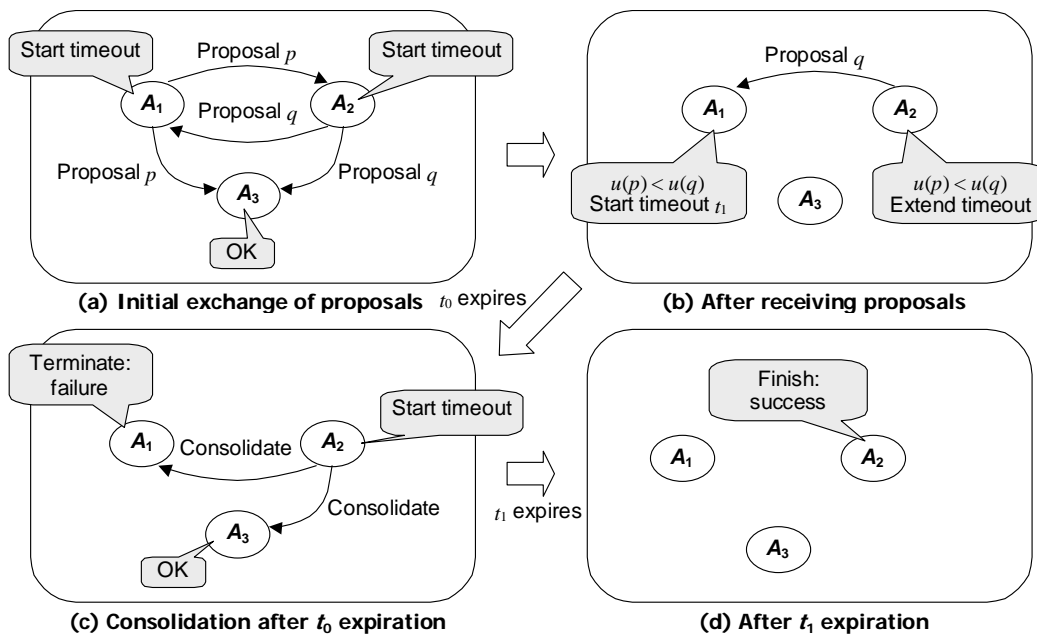 Start timeout
Proposal p
Start timeout
A1
A2
Proposal q
Proposal p
Proposal q
A3
OK
(a) Initial exchange of proposals
Proposal q
A1
A2
u(p) < u(q)
Start timeout t1
u(p) < u(q)
Extend timeout
A3
(b) After receiving proposals
t0 expires
Terminate:
failure
Start timeout
A1
A2
Consolidate
Consolidate
A3
OK
(c) Consolidation after t0 expiration
t1 expires
Finish:
success
A1
A2
A3
(d) After t1 expiration